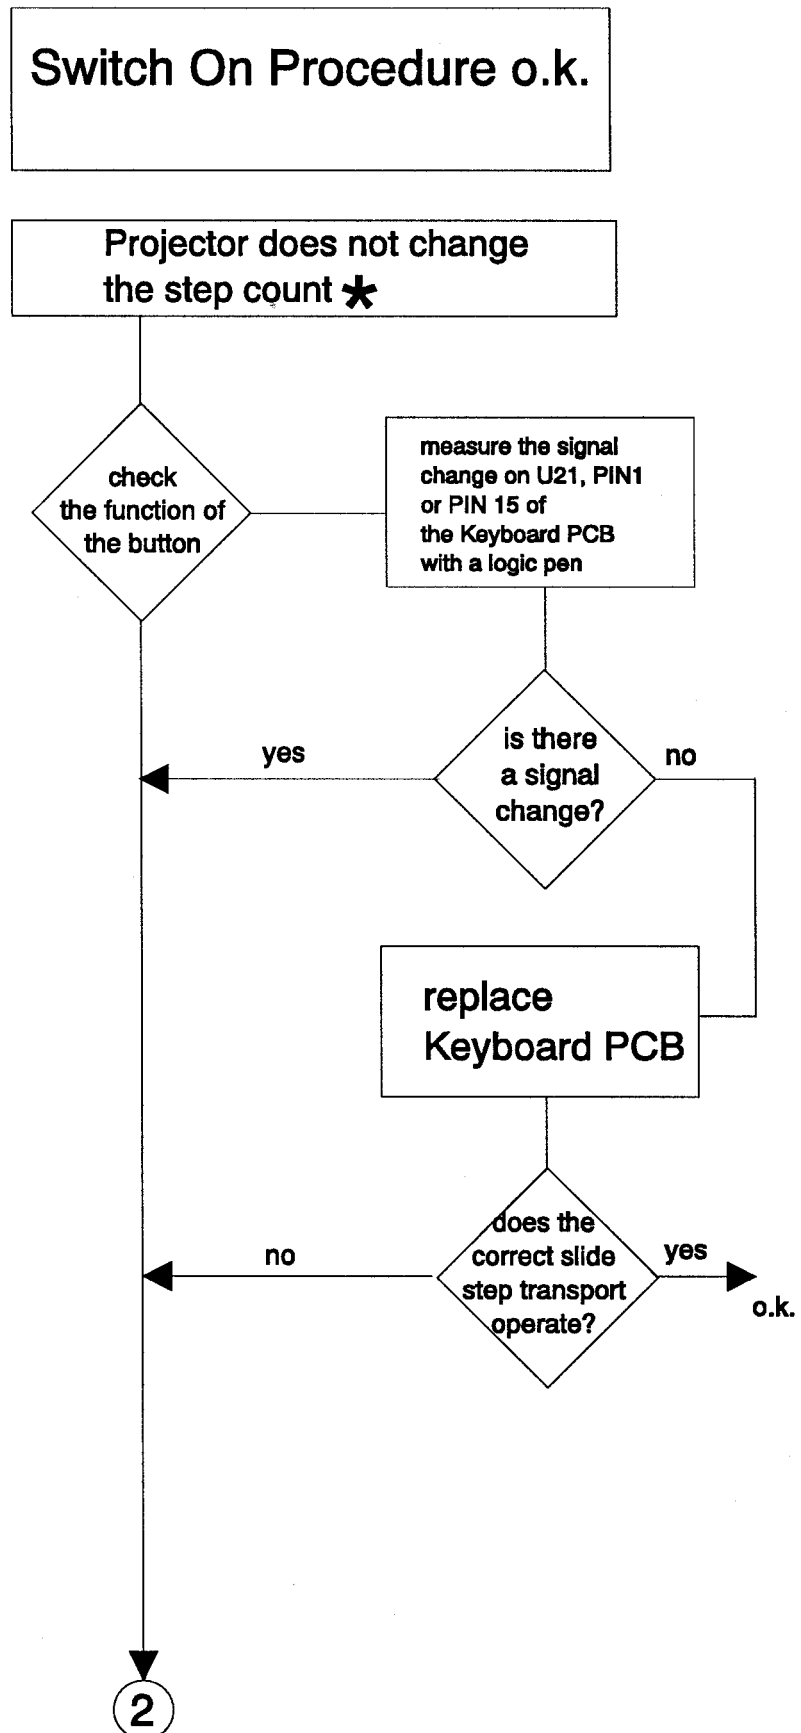 Switch On Procedure o.k.
Projector does not change
the step count *
check
the function of
the button
measure the signal
change on U21, PIN1
or PIN 15 of
the Keyboard PCB
with a logic pen
is there
a signal
change?
yes
no
replace
Keyboard PCB
does the
correct slide
step transport
operate?
no
yes
o.k.
2